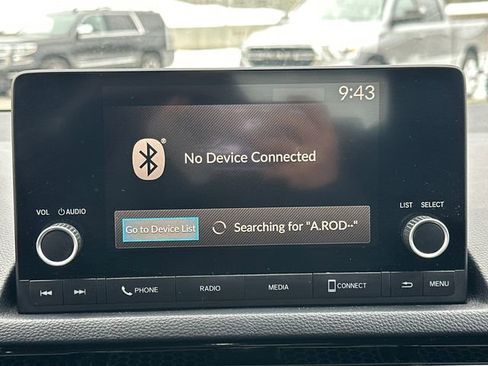 9:43
No Device Connected
VOL AUDIO
LIST SELECT
Go to Device List Searching for "A.ROD--"
PHONE RADIO MEDIA CONNECT MENU